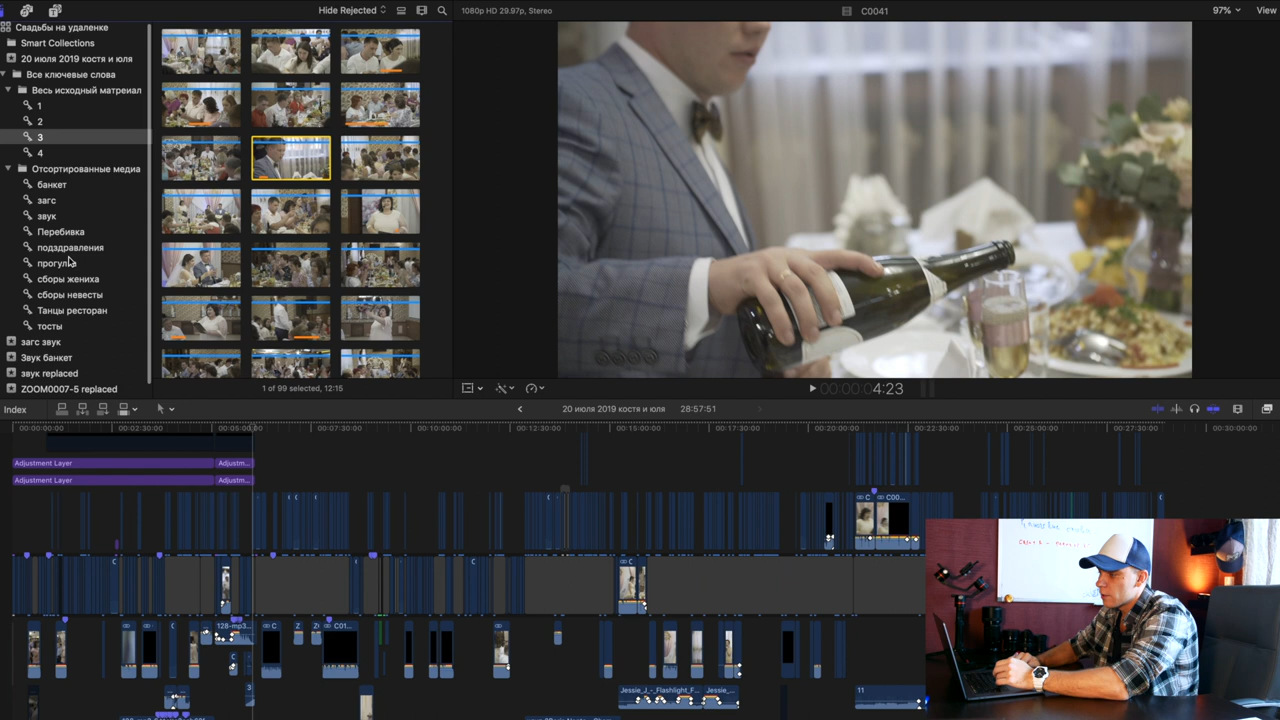 Hide Rejected
1080p HD 29.97p, Stereo
C0041
97%
View
Свадьбы на удаленке
Smart Collections
20 июля 2019 костя и юля
Все ключевые слова
Весь исходный матреиал
1
2
3
4
Отсортированные медиа
банкет
загс
звук
Перебивка
подздравления
прогулка
сборы жениха
сборы невесты
Танцы ресторан
тосты
загс звук
Звук банкет
звук replaced
ZOOM0007-5 replaced
1 of 99 selected, 12:15
00:00:00:04:23
Index
20 июля 2019 костя и юля
28:57:51
00:00:00:00
00:02:30:00
00:05:00:00
00:07:30:00
00:10:00:00
00:12:30:00
00:15:00:00
00:17:30:00
00:20:00:00
00:22:30:00
00:25:00:00
00:27:30:00
00:30:00:00
Adjustment Layer
Adjustm...
Adjustment Layer
Adjustm...
C
C00...
C
C
C
128-mp3...
C
Z
Z
C01...
C
3
Jessie_J_-_Flashlight_F...
Jessie_...
11